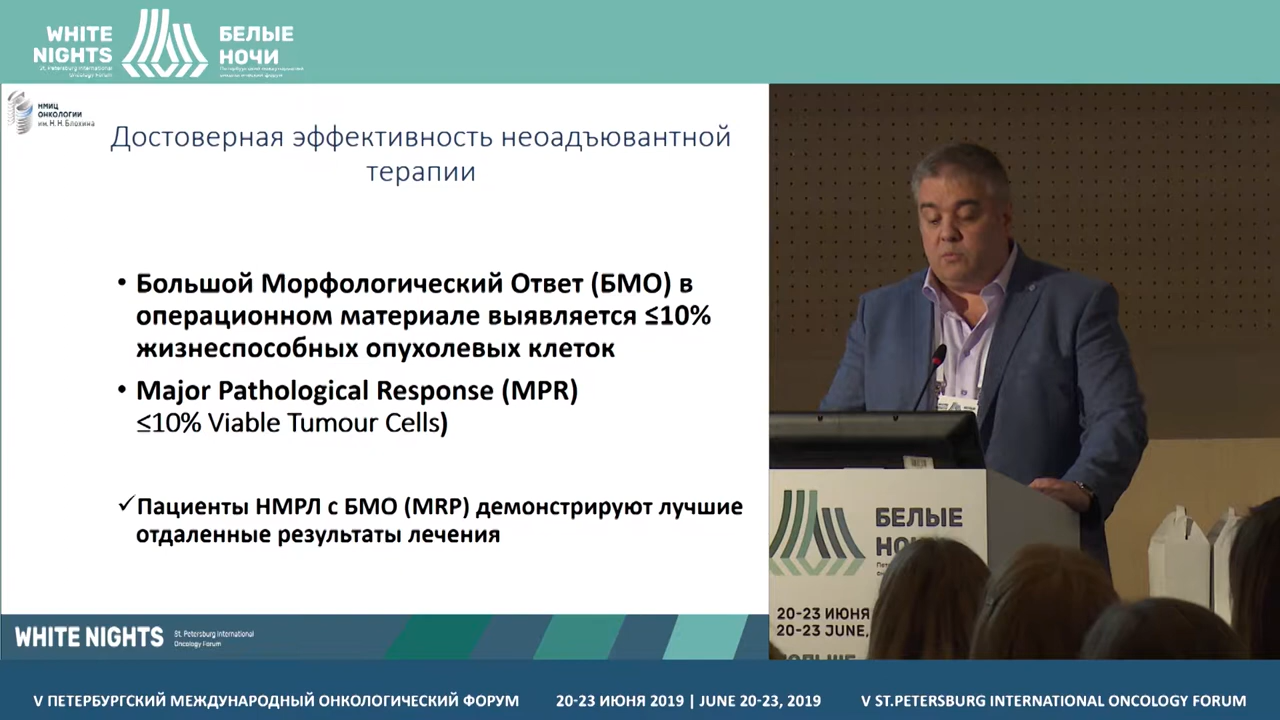 WHITE
NIGHTS
St. Petersburg International
Oncology Forum
БЕЛЫЕ
НОЧИ
Петербургский международный
онкологический форум
НМИЦ
ОНКОЛОГИИ
им. Н. Н. Блохина
Достоверная эффективность неоадъювантной
терапии
• Большой Морфологический Ответ (БМО) в
операционном материале выявляется ≤10%
жизнеспособных опухолевых клеток
• Major Pathological Response (MPR)
≤10% Viable Tumour Cells)
✓Пациенты НМРЛ с БМО (MRP) демонстрируют лучшие
отдаленные результаты лечения
WHITE NIGHTS
St. Petersburg International
Oncology Forum
БЕЛЫЕ
20-23 ИЮНЯ
20-23 JUNE,
V ПЕТЕРБУРГСКИЙ МЕЖДУНАРОДНЫЙ ОНКОЛОГИЧЕСКИЙ ФОРУМ
20-23 ИЮНЯ 2019 | JUNE 20-23, 2019
V ST.PETERSBURG INTERNATIONAL ONCOLOGY FORUM